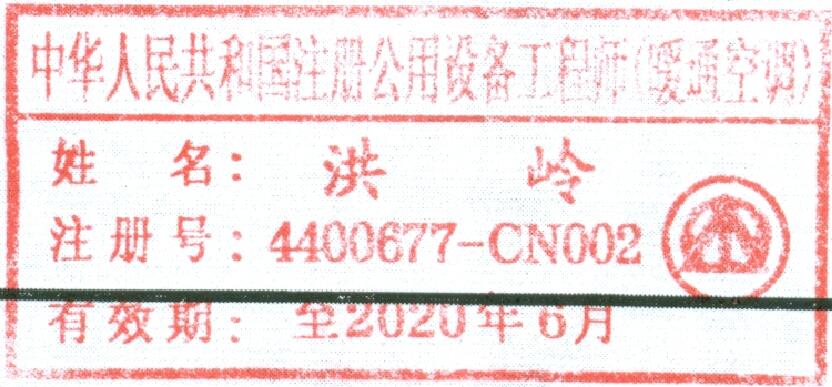 中华人民共和国注册公用设备工程师(暖通空调)
姓 名: 洪 岭
注册号: 4400677-CN002
有效期: 至2020年6月